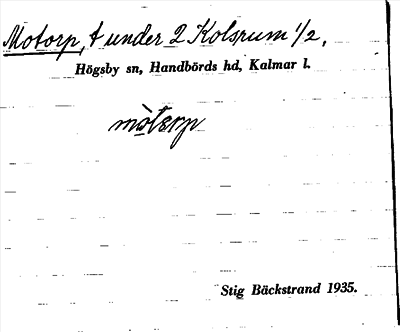 Motorp, t under 2 Kolsrum 1/2.
Högsby sn, Handbörds hd, Kalmar l.
mòtorp
Stig Bäckstrand 1935.